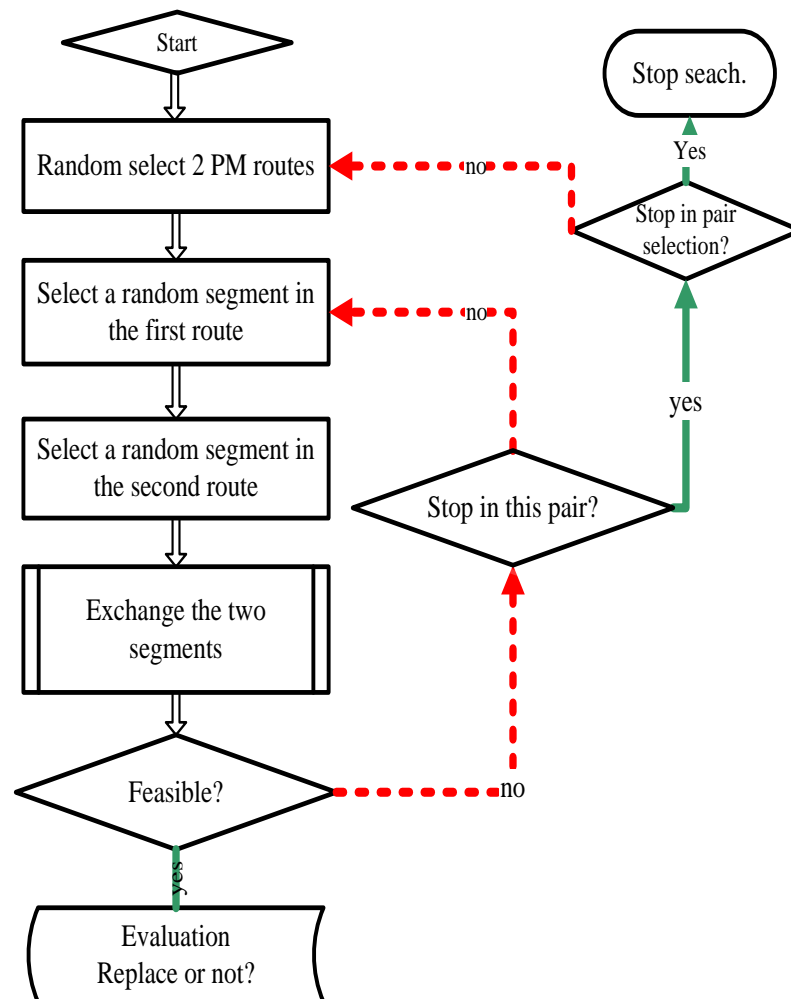 Start
Stop seach.
Random select 2 PM routes
no
Yes
Stop in pair
selection?
Select a random segment in
the first route
no
yes
Select a random segment in
the second route
Stop in this pair?
Exchange the two
segments
Feasible?
no
yes
Evaluation
Replace or not?